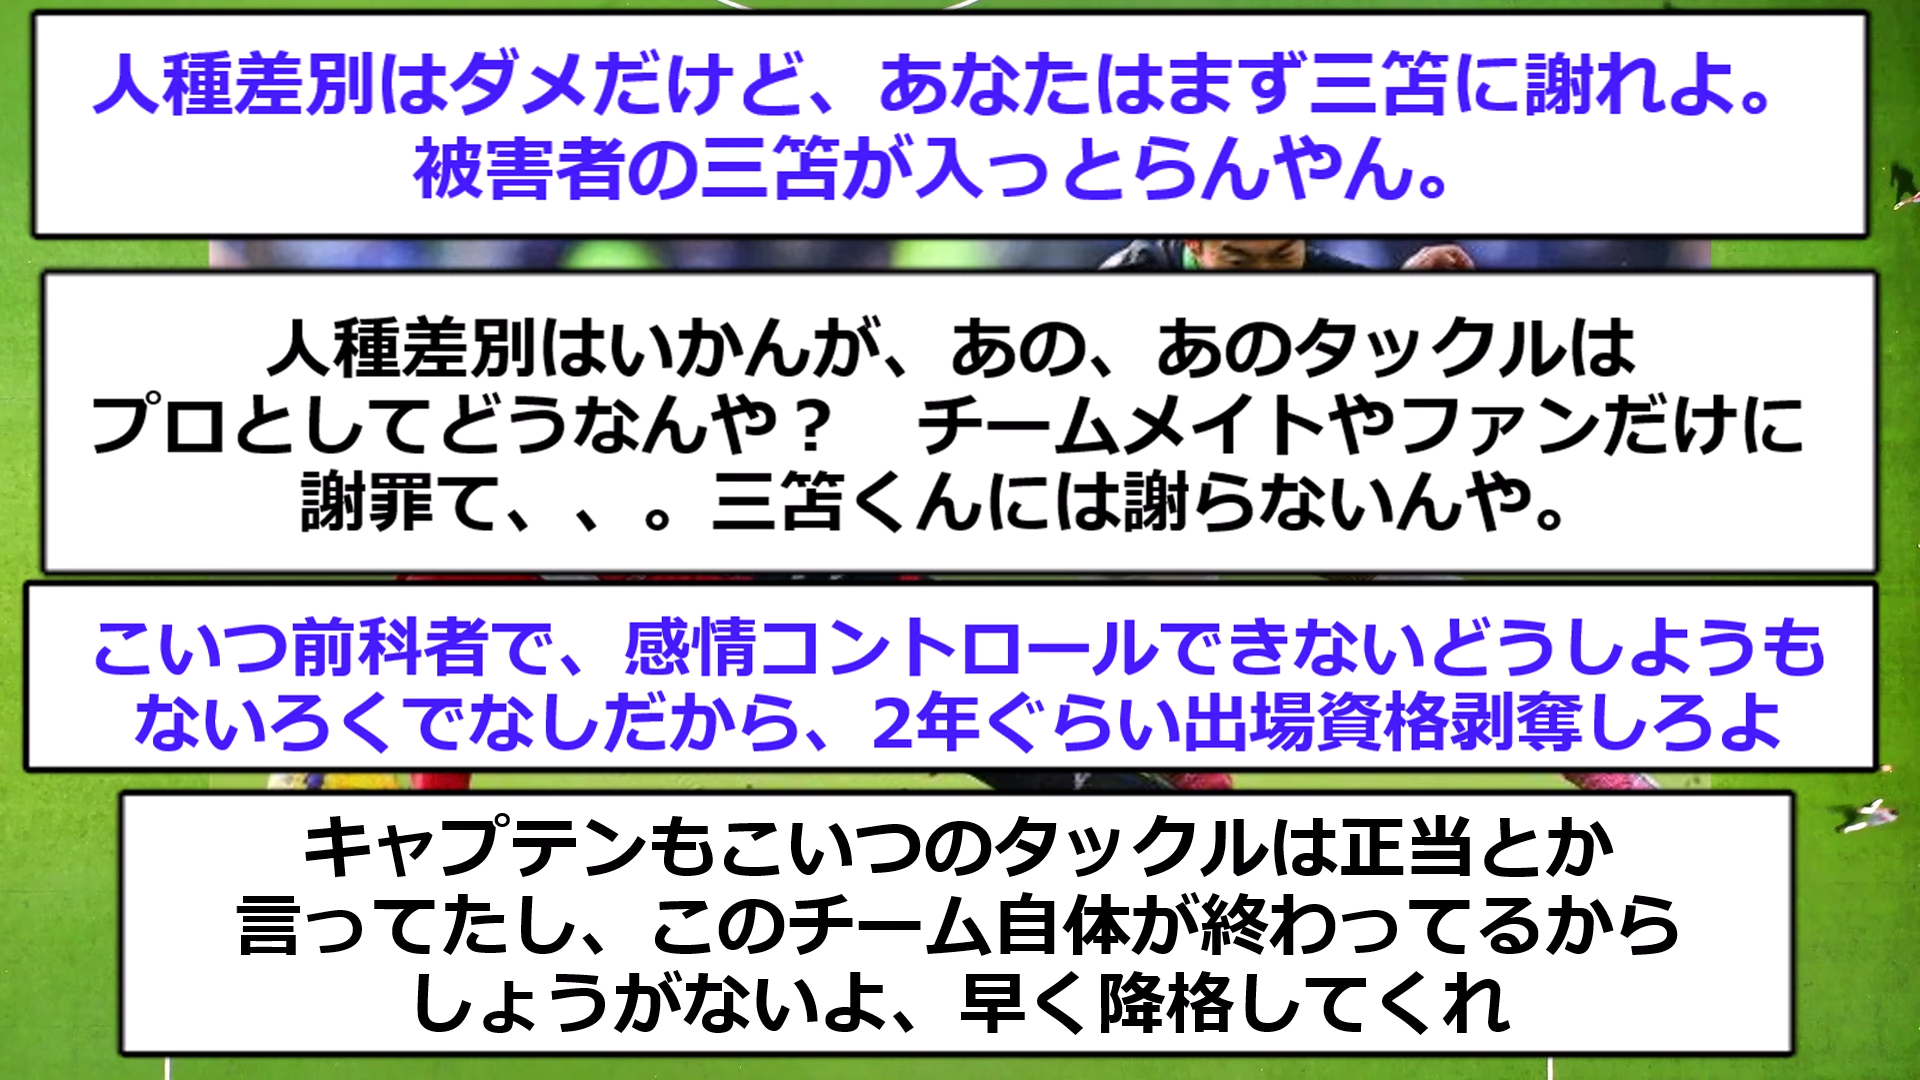 人種差別はダメだけど、あなたはまず三笘に謝れよ。
被害者の三笘が入っとらんやん。
人種差別はいかんが、あの、あのタックルは
プロとしてどうなんや？　チームメイトやファンだけに
謝罪て、、。三笘くんには謝らないんや。
こいつ前科者で、感情コントロールできないどうしようも
ないろくでなしだから、2年ぐらい出場資格剥奪しろよ
キャプテンもこいつのタックルは正当とか
言ってたし、このチーム自体が終わってるから
しょうがないよ、早く降格してくれ